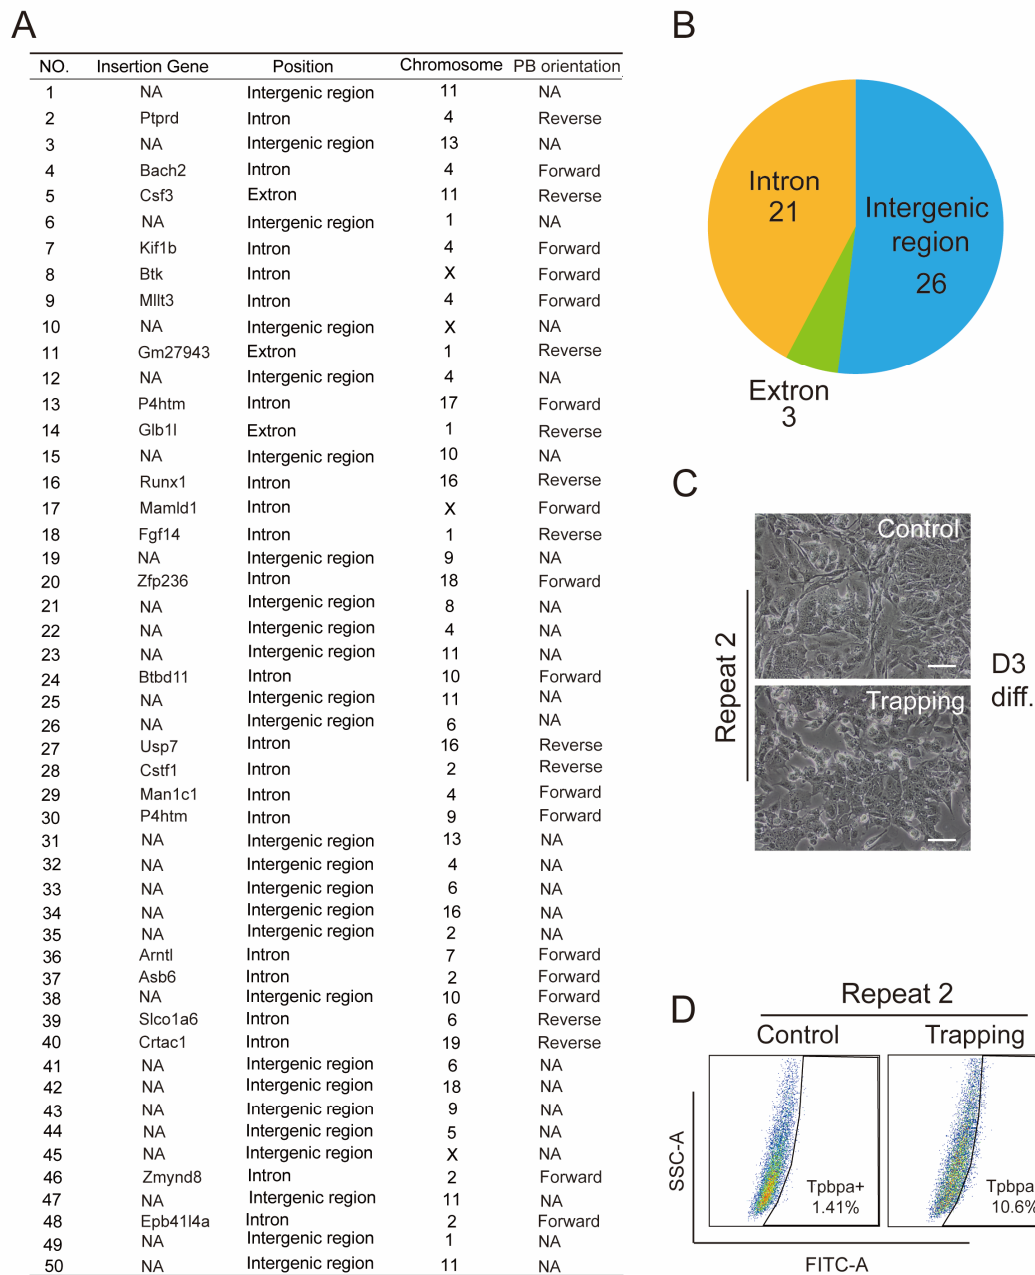 A
NO. Insertion Gene Position Chromosome PB orientation
1 NA Intergenic region 11 NA
2 Ptprd Intron 4 Reverse
3 NA Intergenic region 13 NA
4 Bach2 Intron 4 Forward
5 Csf3 Extron 11 Reverse
6 NA Intergenic region 1 NA
7 Kif1b Intron 4 Forward
8 Btk Intron X Forward
9 Mllt3 Intron 4 Forward
10 NA Intergenic region X NA
11 Gm27943 Extron 1 Reverse
12 NA Intergenic region 4 NA
13 P4htm Intron 17 Forward
14 Glb1l Extron 1 Reverse
15 NA Intergenic region 10 NA
16 Runx1 Intron 16 Reverse
17 Mamld1 Intron X Forward
18 Fgf14 Intron 1 Reverse
19 NA Intergenic region 9 NA
20 Zfp236 Intron 18 Forward
21 NA Intergenic region 8 NA
22 NA Intergenic region 4 NA
23 NA Intergenic region 11 NA
24 Btbd11 Intron 10 Forward
25 NA Intergenic region 11 NA
26 NA Intergenic region 6 NA
27 Usp7 Intron 16 Reverse
28 Cstf1 Intron 2 Reverse
29 Man1c1 Intron 4 Forward
30 P4htm Intron 9 Forward
31 NA Intergenic region 13 NA
32 NA Intergenic region 4 NA
33 NA Intergenic region 6 NA
34 NA Intergenic region 16 NA
35 NA Intergenic region 2 NA
36 Arntl Intron 7 Forward
37 Asb6 Intron 2 Forward
38 NA Intergenic region 10 Forward
39 Slco1a6 Intron 6 Reverse
40 Crtac1 Intron 19 Reverse
41 NA Intergenic region 6 NA
42 NA Intergenic region 18 NA
43 NA Intergenic region 9 NA
44 NA Intergenic region 5 NA
45 NA Intergenic region X NA
46 Zmynd8 Intron 2 Forward
47 NA Intergenic region 11 NA
48 Epb41l4a Intron 2 Forward
49 NA Intergenic region 1 NA
50 NA Intergenic region 11 NA
B
Intron
21
Intergenic
region
26
Extron
3
C
Control
Trapping
Repeat 2
D3
diff.
D
Repeat 2
Control Trapping
SSC-A
Tpbpa+
1.41%
Tpbpa
10.6%
FITC-A